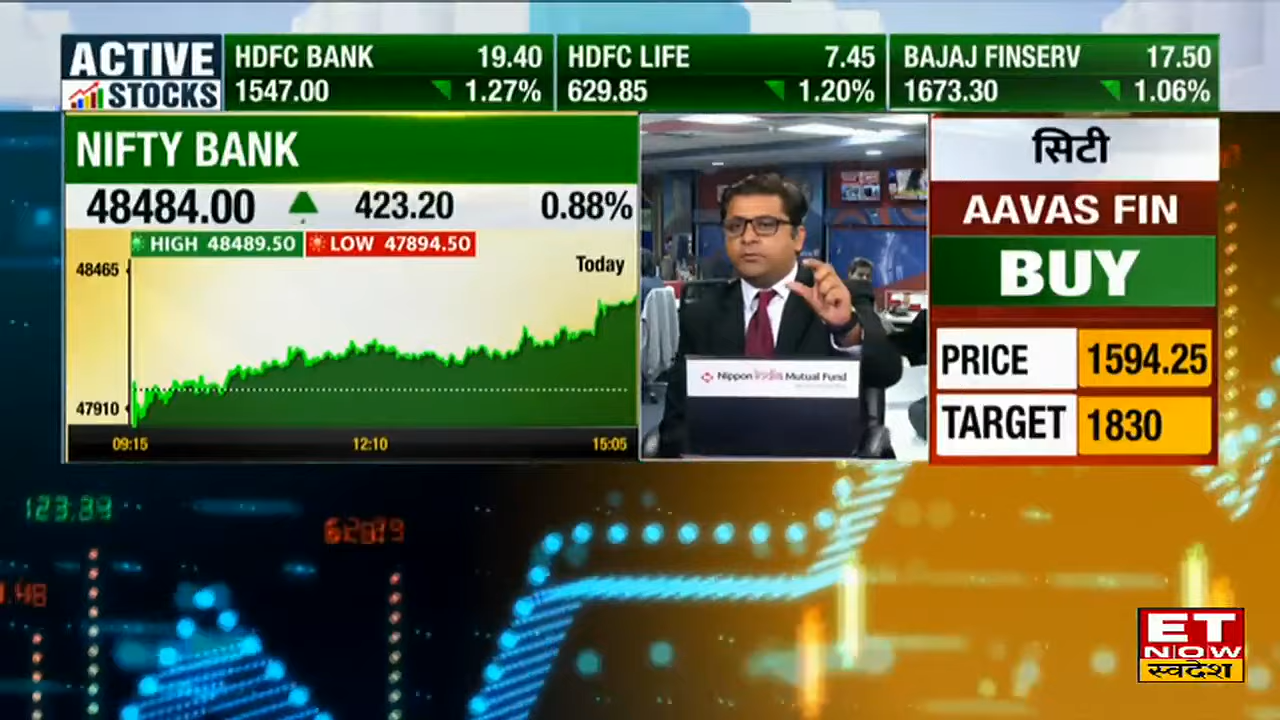 ACTIVE
STOCKS
HDFC BANK 19.40
1547.00 1.27%
HDFC LIFE 7.45
629.85 1.20%
BAJAJ FINSERV 17.50
1673.30 1.06%
NIFTY BANK
48484.00 423.20 0.88%
HIGH 48489.50 LOW 47894.50
Today
48465
47910
09:15 12:10 15:05
Nippon India Mutual Fund
सिटी
AAVAS FIN
BUY
PRICE 1594.25
TARGET 1830
123.89
ET
NOW
स्वदेश